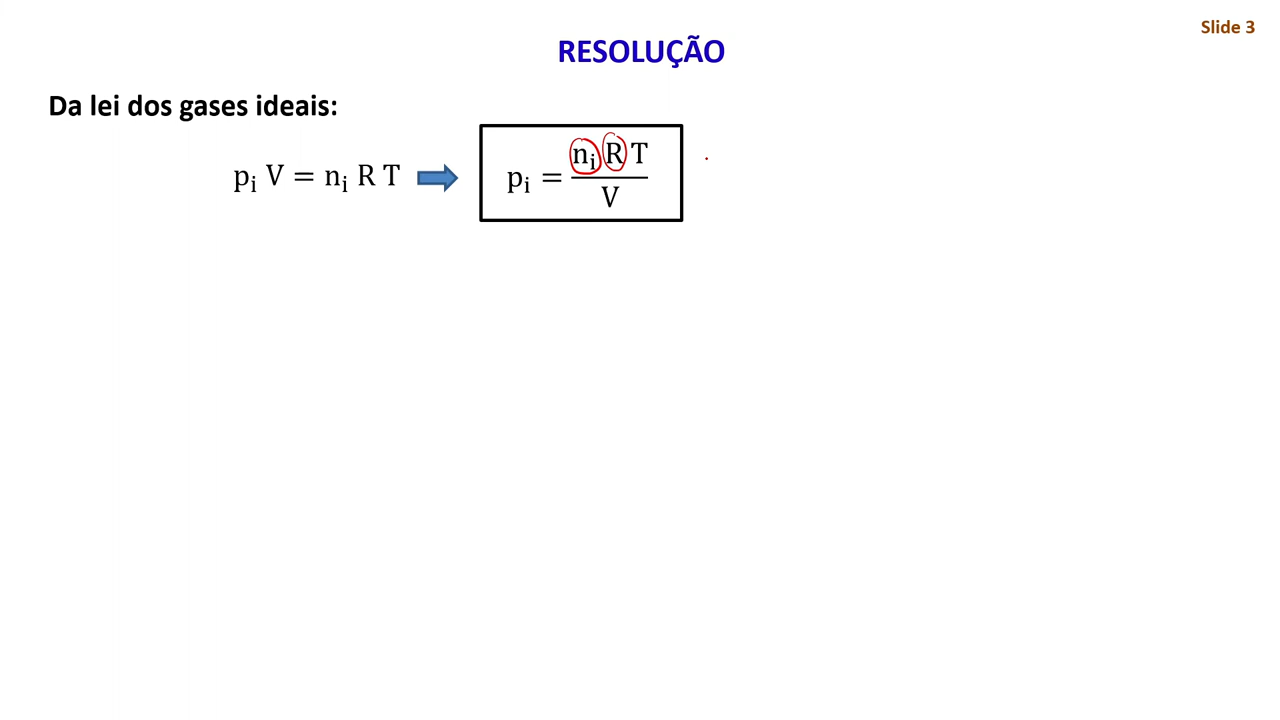 Slide 3
RESOLUÇÃO
Da lei dos gases ideais:
pᵢ V = nᵢ R T
pᵢ = nᵢ R T / V